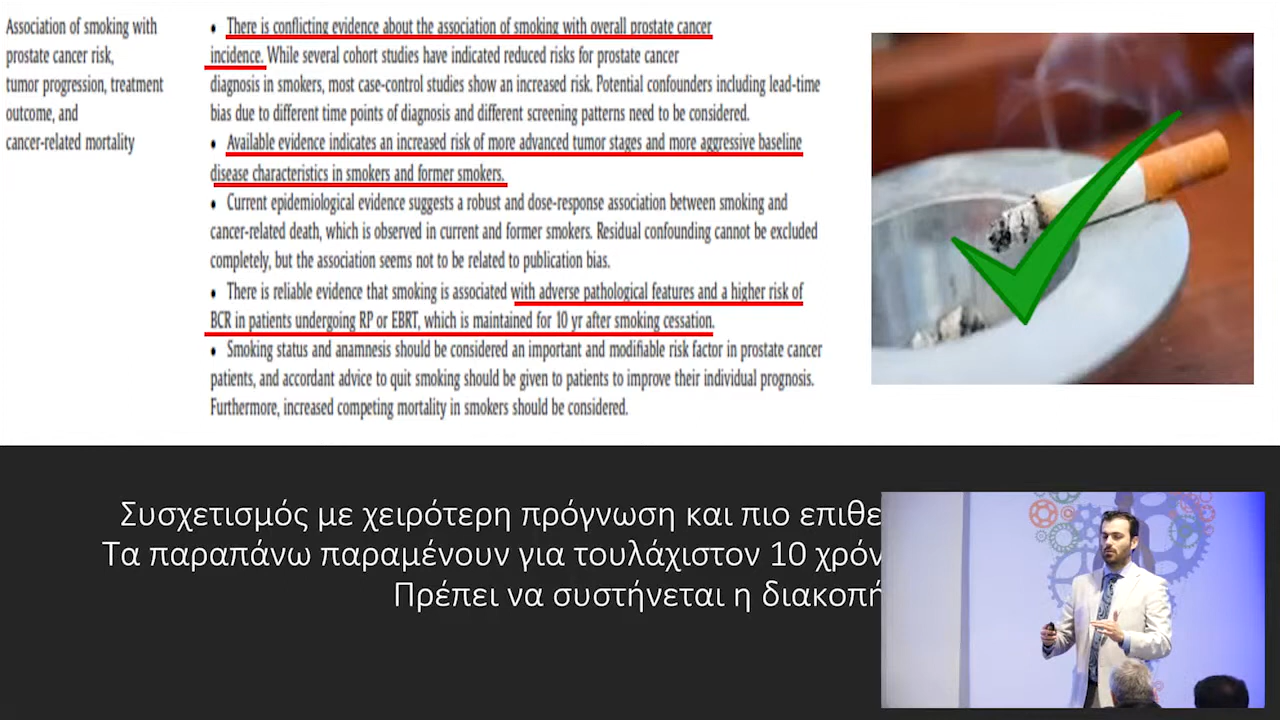 Association of smoking with
prostate cancer risk,
tumor progression, treatment
outcome, and
cancer-related mortality
• There is conflicting evidence about the association of smoking with overall prostate cancer
incidence. While several cohort studies have indicated reduced risks for prostate cancer
diagnosis in smokers, most case-control studies show an increased risk. Potential confounders including lead-time
bias due to different time points of diagnosis and different screening patterns need to be considered.
• Available evidence indicates an increased risk of more advanced tumor stages and more aggressive baseline
disease characteristics in smokers and former smokers.
• Current epidemiological evidence suggests a robust and dose-response association between smoking and
cancer-related death, which is observed in current and former smokers. Residual confounding cannot be excluded
completely, but the association seems not to be related to publication bias.
• There is reliable evidence that smoking is associated with adverse pathological features and a higher risk of
BCR in patients undergoing RP or EBRT, which is maintained for 10 yr after smoking cessation.
• Smoking status and anamnesis should be considered an important and modifiable risk factor in prostate cancer
patients, and accordant advice to quit smoking should be given to patients to improve their individual prognosis.
Furthermore, increased competing mortality in smokers should be considered.
Συσχετισμός με χειρότερη πρόγνωση και πιο επιθε
Τα παραπάνω παραμένουν για τουλάχιστον 10 χρόν
Πρέπει να συστήνεται η διακοπή